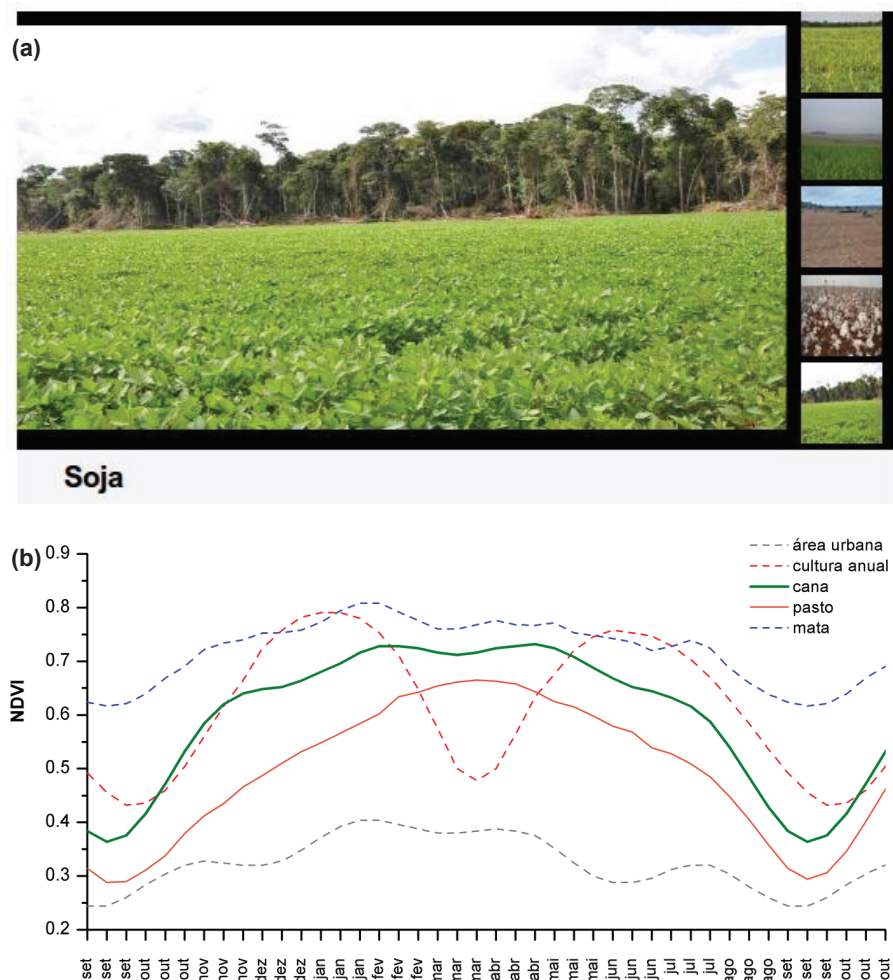 (a)
Soja
(b)
área urbana
cultura anual
cana
pasto
mata
NDVI
0.9
0.8
0.7
0.6
0.5
0.4
0.3
0.2
set set set out out out nov nov nov dez dez dez jan jan jan fev fev fev mar mar mar abr abr abr mai mai mai jun jun jun jul jul jul ago ago ago set set set out out out